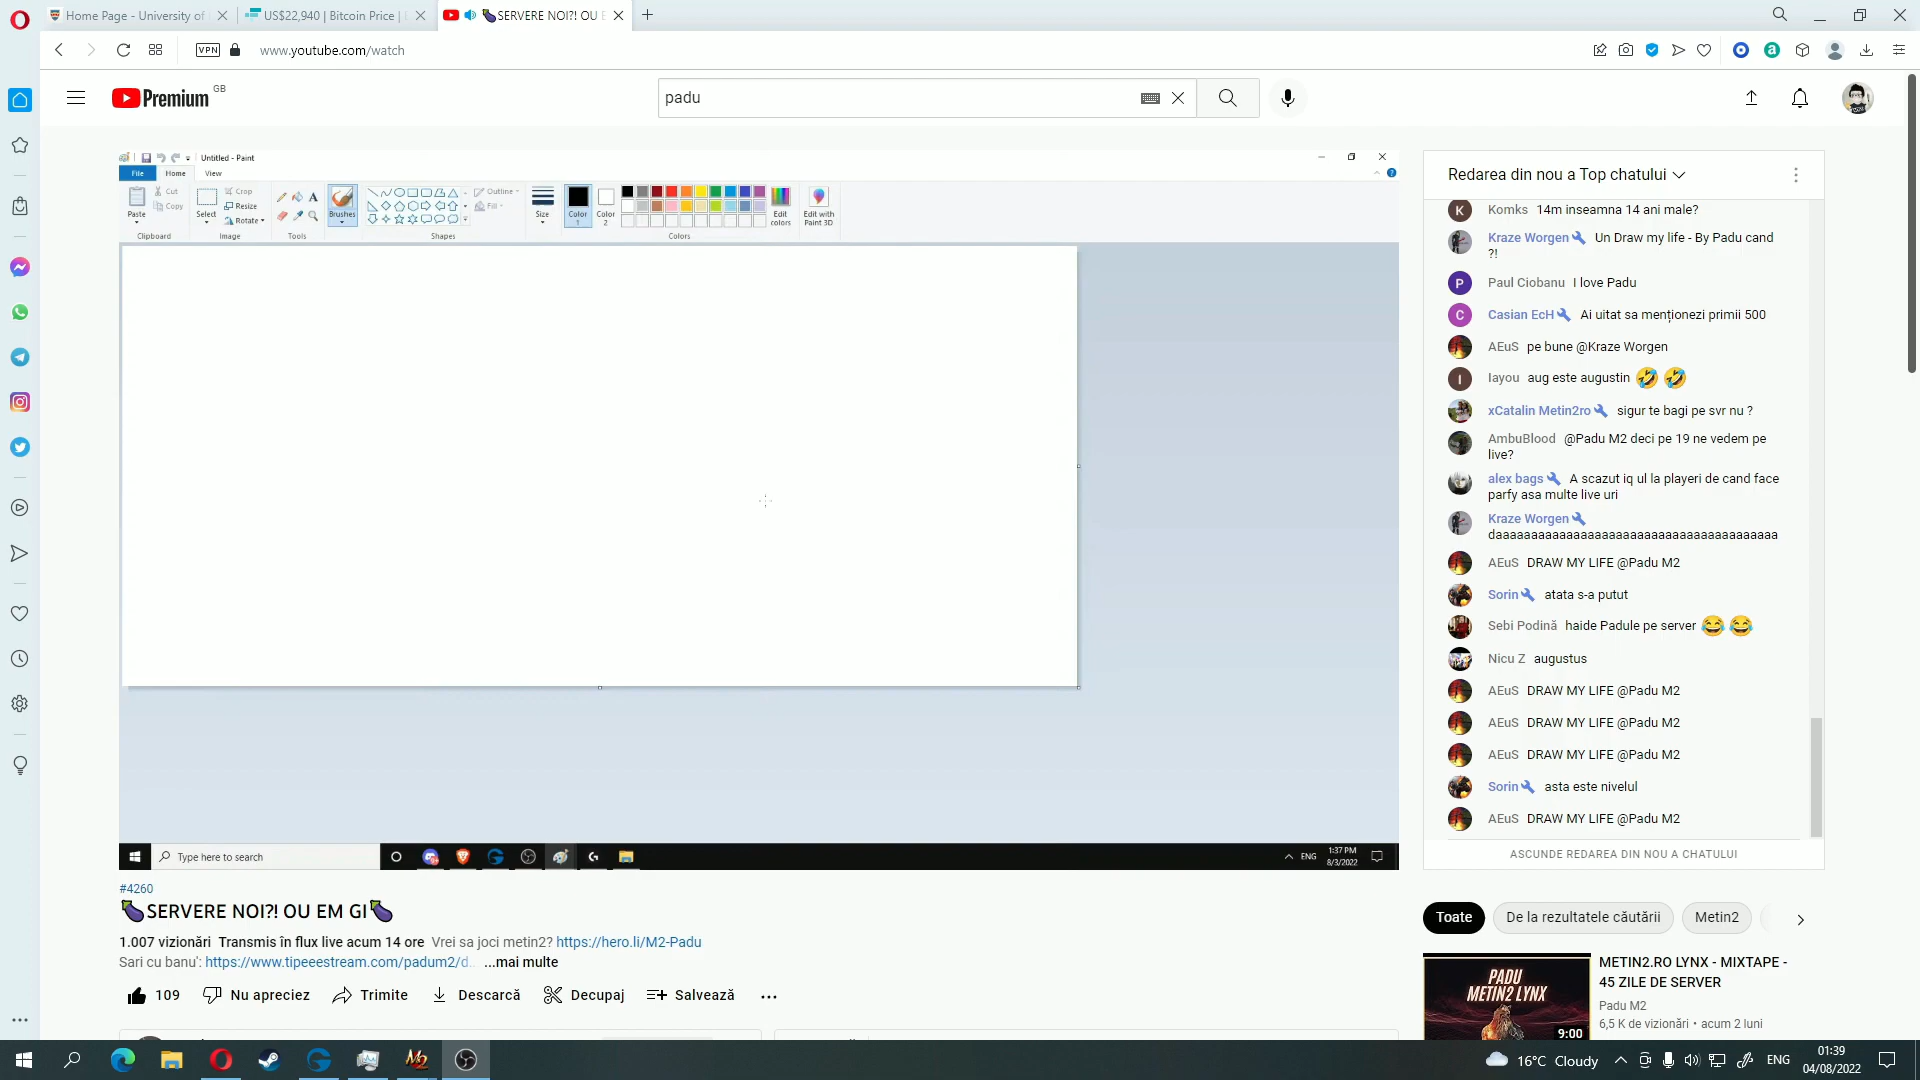 Home Page - University of
US$22,940 | Bitcoin Price |
🍆SERVERE NOI?! OU E
VPN
www.youtube.com/watch
Premium GB
padu
Untitled - Paint
File Home View
Paste
Cut
Copy
Clipboard
Select
Crop
Resize
Rotate
Image
Tools
Brushes
Outline
Fill
Shapes
Size
Color 1
Color 2
Edit colors
Edit with Paint 3D
Colors
Type here to search
ENG
1:37 PM
8/3/2022
Redarea din nou a Top chatului
Komks 14m inseamna 14 ani male?
Kraze Worgen Un Draw my life - By Padu cand
?!
Paul Ciobanu I love Padu
Casian EcH Ai uitat sa menționezi primii 500
AEuS pe bune @Kraze Worgen
Iayou aug este augustin 🤣 🤣
xCatalin Metin2ro sigur te bagi pe svr nu ?
AmbuBlood @Padu M2 deci pe 19 ne vedem pe
live?
alex bags A scazut iq ul la playeri de cand face
parfy asa multe live uri
Kraze Worgen
daaaaaaaaaaaaaaaaaaaaaaaaaaaaaaaaaaaaaaa
AEuS DRAW MY LIFE @Padu M2
Sorin atata s-a putut
Sebi Podină haide Padule pe server 😂 😂
Nicu Z augustus
AEuS DRAW MY LIFE @Padu M2
AEuS DRAW MY LIFE @Padu M2
AEuS DRAW MY LIFE @Padu M2
Sorin asta este nivelul
AEuS DRAW MY LIFE @Padu M2
ASCUNDE REDAREA DIN NOU A CHATULUI
#4260
🍆SERVERE NOI?! OU EM GI🍆
1.007 vizionări Transmis în flux live acum 14 ore Vrei sa joci metin2? https://hero.li/M2-Padu
Sari cu banu': https://www.tipeeestream.com/padum2/d... ...mai multe
109 Nu apreciez Trimite Descarcă Decupaj Salvează
Toate De la rezultatele căutării Metin2
PADU
METIN2 LYNX
9:00
METIN2.RO LYNX - MIXTAPE -
45 ZILE DE SERVER
Padu M2
6,5 K de vizionări • acum 2 luni
16°C Cloudy
ENG
01:39
04/08/2022